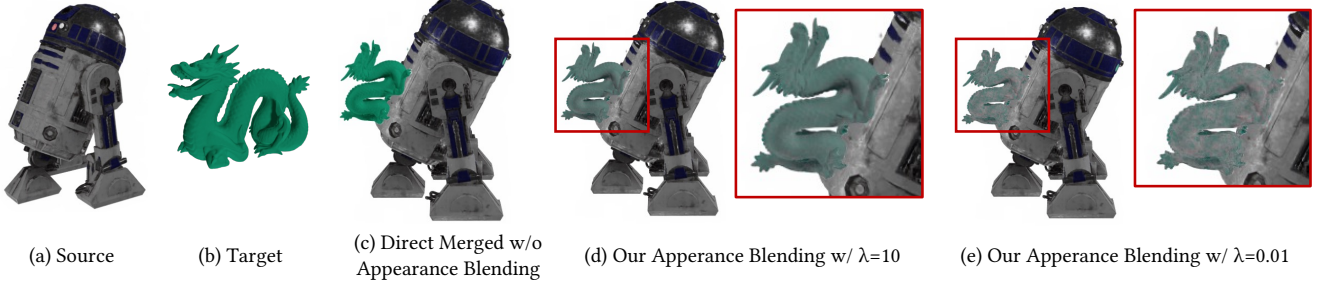 (a) Source
(b) Target
(c) Direct Merged w/o
Appearance Blending
(d) Our Apperance Blending w/ λ=10
(e) Our Apperance Blending w/ λ=0.01